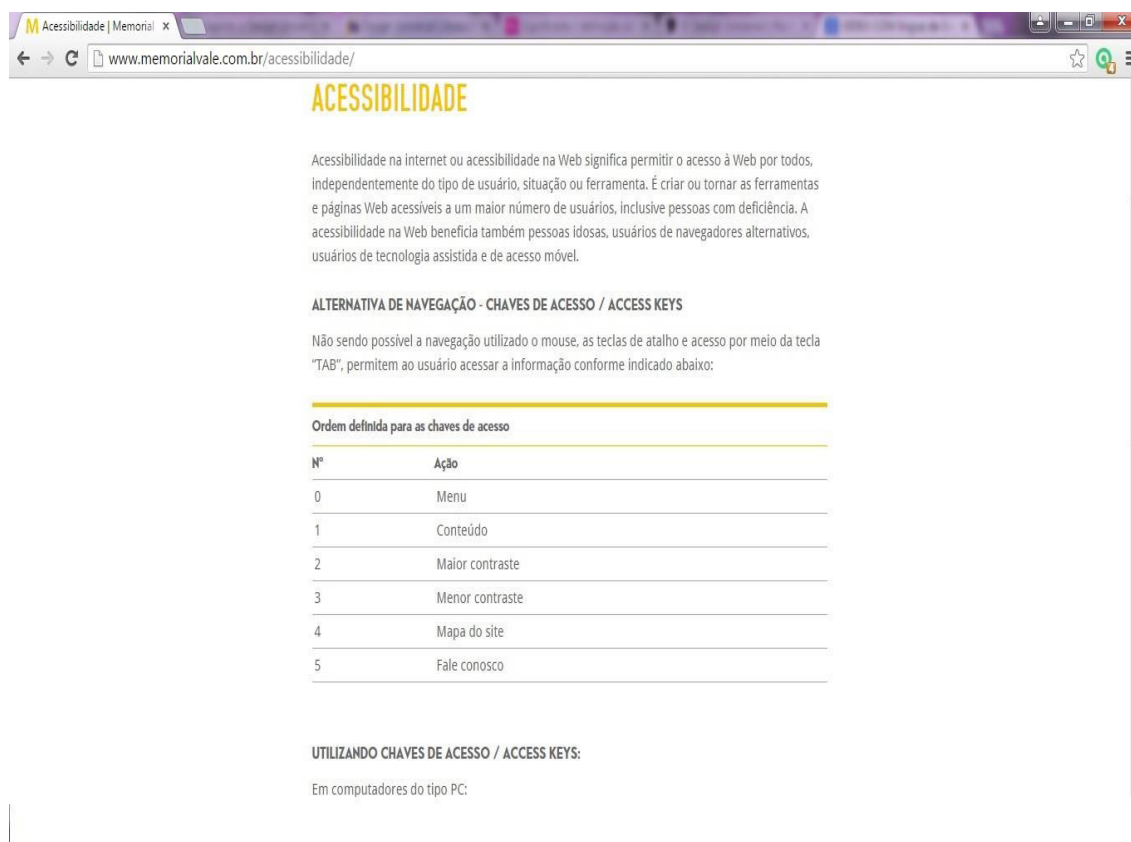 Acessibilidade | Memorial
www.memorialvale.com.br/acessibilidade/
ACESSIBILIDADE
Acessibilidade na internet ou acessibilidade na Web significa permitir o acesso à Web por todos,
independentemente do tipo de usuário, situação ou ferramenta. É criar ou tornar as ferramentas
e páginas Web acessíveis a um maior número de usuários, inclusive pessoas com deficiência. A
acessibilidade na Web beneficia também pessoas idosas, usuários de navegadores alternativos,
usuários de tecnologia assistida e de acesso móvel.
ALTERNATIVA DE NAVEGAÇÃO - CHAVES DE ACESSO / ACCESS KEYS
Não sendo possível a navegação utilizado o mouse, as teclas de atalho e acesso por meio da tecla
"TAB", permitem ao usuário acessar a informação conforme indicado abaixo:
Ordem definida para as chaves de acesso
Nº Ação
0 Menu
1 Conteúdo
2 Maior contraste
3 Menor contraste
4 Mapa do site
5 Fale conosco
UTILIZANDO CHAVES DE ACESSO / ACCESS KEYS:
Em computadores do tipo PC: